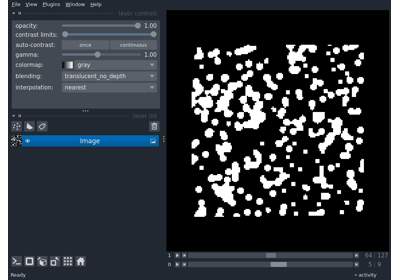 File View Plugins Window Help
layer controls
opacity: 1.00
contrast limits:
auto-contrast: once continuous
gamma: 1.00
colormap: gray
blending: translucent_no_depth
interpolation: nearest
layer list
Image
1 64 127
0 5 9
Ready activity